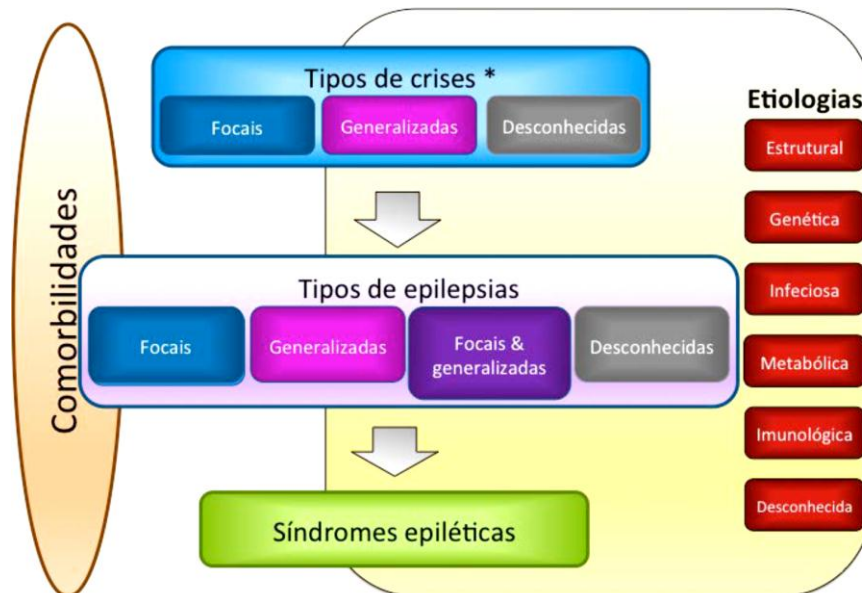 Comorbilidades
Tipos de crises *
Focais
Generalizadas
Desconhecidas
Tipos de epilepsias
Focais
Generalizadas
Focais &
generalizadas
Desconhecidas
Síndromes epiléticas
Etiologias
Estrutural
Genética
Infeciosa
Metabólica
Imunológica
Desconhecida